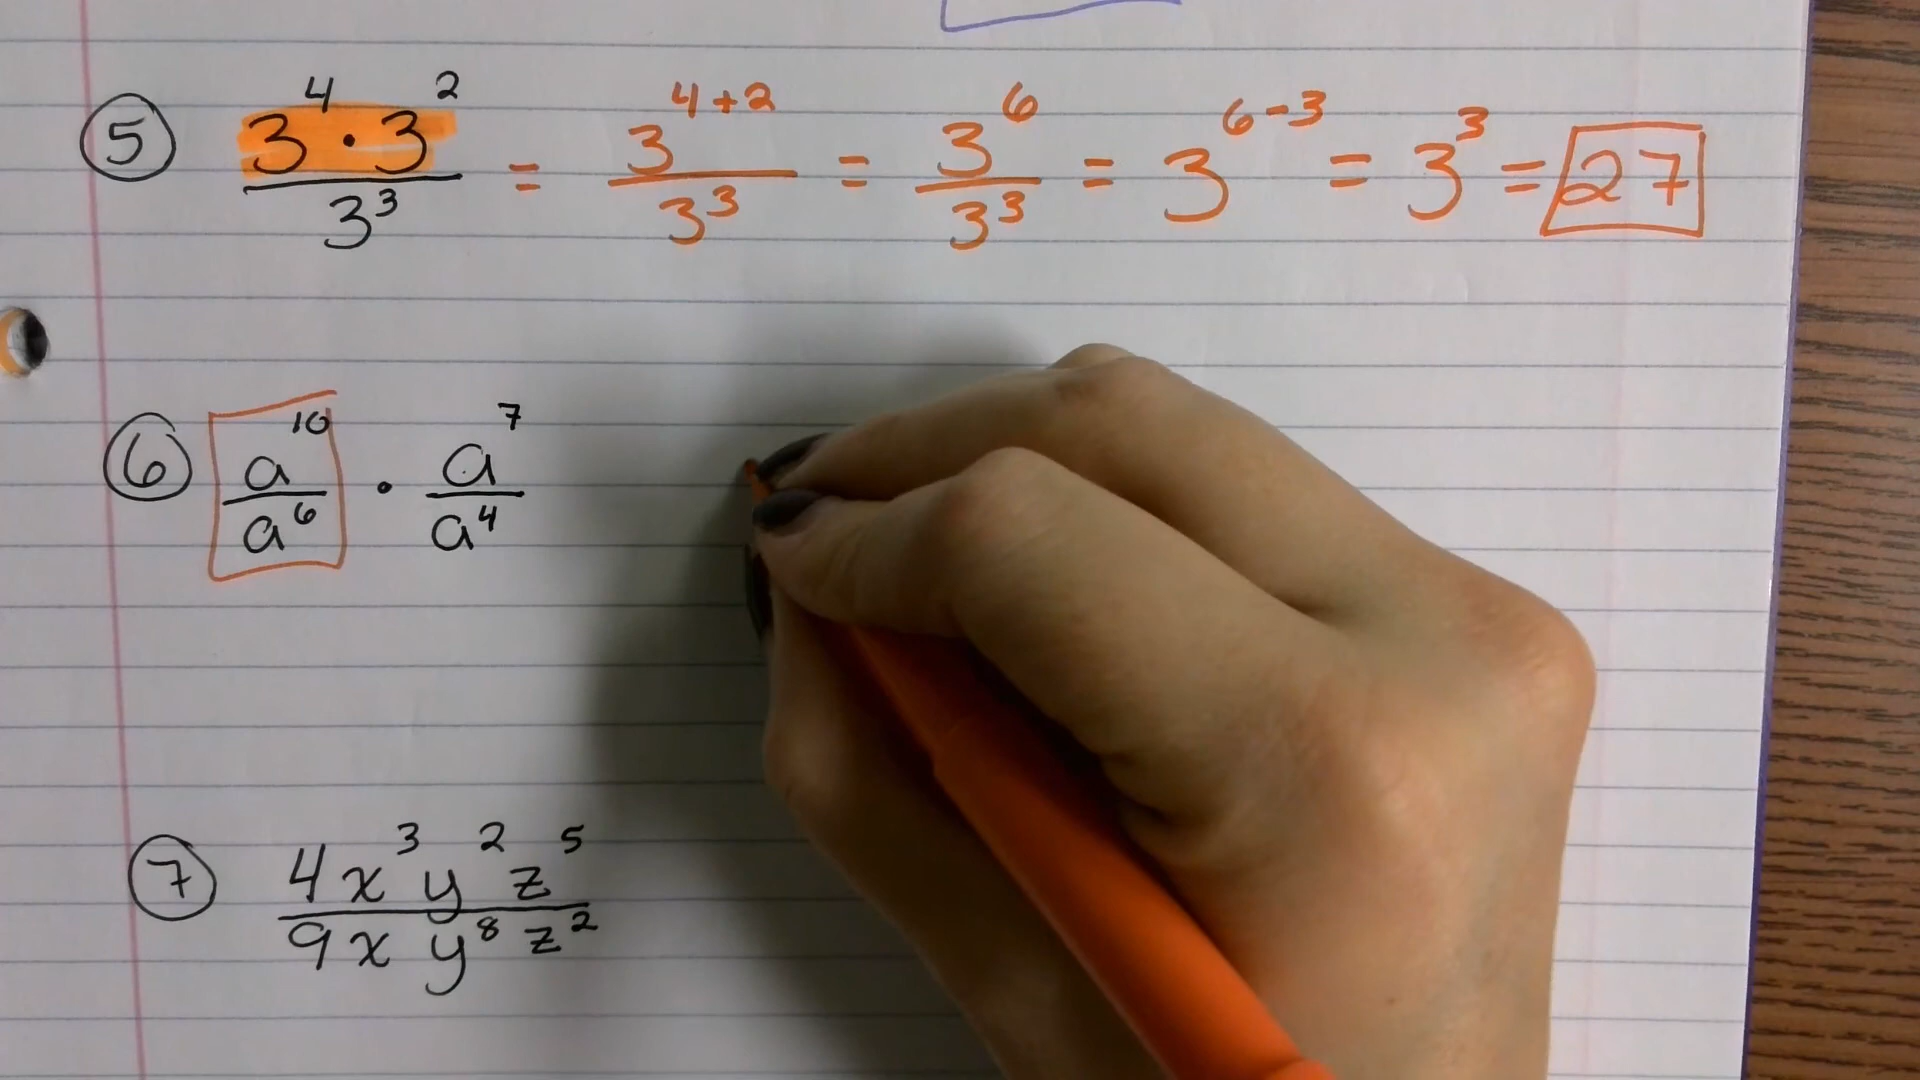 ⑤ 3⁴ · 3² / 3³ = 3⁴⁺² / 3³ = 3⁶ / 3³ = 3⁶⁻³ = 3³ = 27
⑥ a¹⁰ / a⁶ · a⁷ / a⁴
⑦ 4x³y²z⁵ / 9xy⁸z²